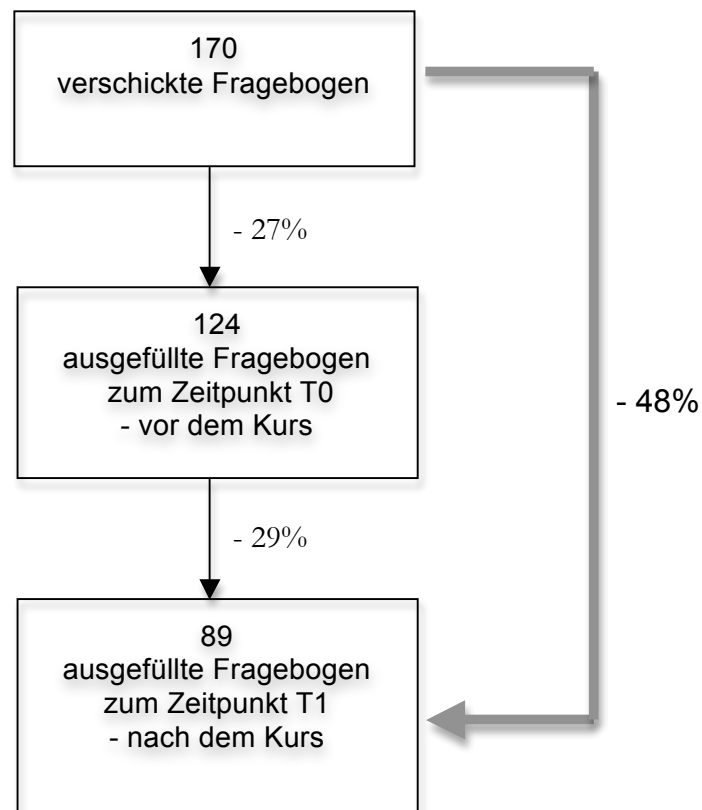 170
verschickte Fragebogen
- 27%
124
ausgefüllte Fragebogen
zum Zeitpunkt T0
- vor dem Kurs
- 48%
- 29%
89
ausgefüllte Fragebogen
zum Zeitpunkt T1
- nach dem Kurs